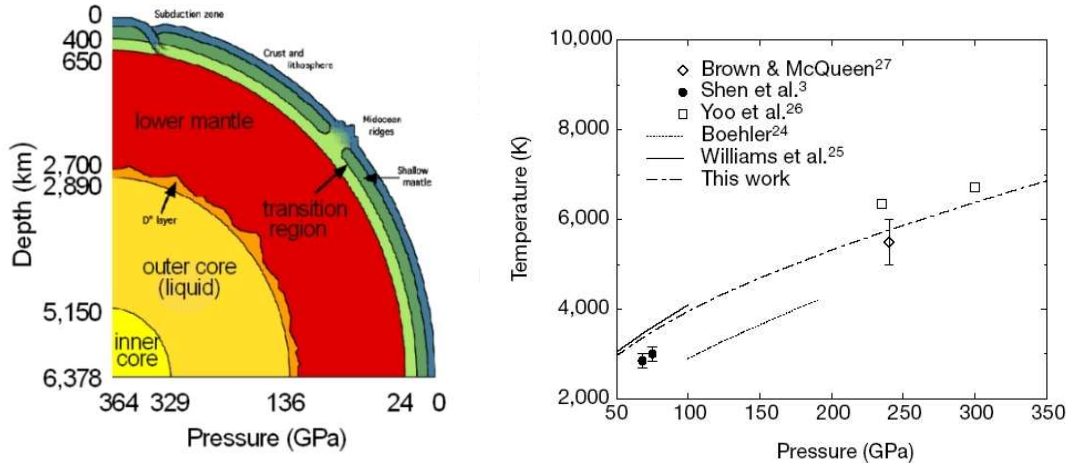 0
400
650
2,700
2,890
5,150
6,378
Depth (km)
Subduction zone
Crust and
lithosphere
Midocean
ridges
Shallow
mantle
lower mantle
transition
region
D" layer
outer core
(liquid)
inner
core
364 329 136 24 0
Pressure (GPa)
10,000
8,000
6,000
4,000
2,000
Temperature (K)
Brown & McQueen27
Shen et al.3
Yoo et al.26
Boehler24
Williams et al.25
This work
50 100 150 200 250 300 350
Pressure (GPa)